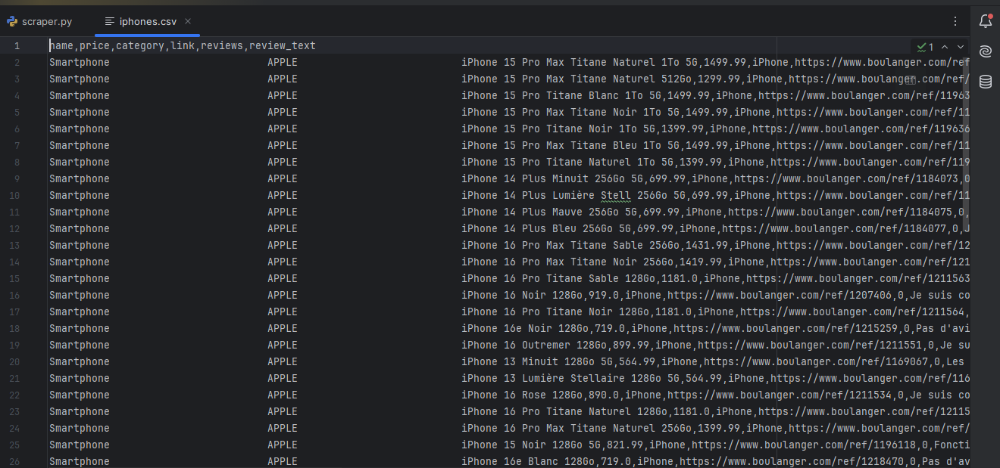 scraper.py iphones.csv
1 name,price,category,link,reviews,review_text 1
2 Smartphone APPLE iPhone 15 Pro Max Titane Naturel 1To 5G,1499.99,iPhone,https://www.boulanger.com/ref
3 Smartphone APPLE iPhone 15 Pro Max Titane Naturel 512Go,1299.99,iPhone,https://www.boulanger.com/ref/
4 Smartphone APPLE iPhone 15 Pro Titane Blanc 1To 5G,1499.99,iPhone,https://www.boulanger.com/ref/11963
5 Smartphone APPLE iPhone 15 Pro Max Titane Noir 1To 5G,1499.99,iPhone,https://www.boulanger.com/ref/11
6 Smartphone APPLE iPhone 15 Pro Titane Noir 1To 5G,1399.99,iPhone,https://www.boulanger.com/ref/119636
7 Smartphone APPLE iPhone 15 Pro Max Titane Bleu 1To 5G,1499.99,iPhone,https://www.boulanger.com/ref/11
8 Smartphone APPLE iPhone 15 Pro Titane Naturel 1To 5G,1399.99,iPhone,https://www.boulanger.com/ref/119
9 Smartphone APPLE iPhone 14 Plus Minuit 256Go 5G,699.99,iPhone,https://www.boulanger.com/ref/1184073,0
10 Smartphone APPLE iPhone 14 Plus Lumière Stell 256Go 5G,699.99,iPhone,https://www.boulanger.com/ref/11
11 Smartphone APPLE iPhone 14 Plus Mauve 256Go 5G,699.99,iPhone,https://www.boulanger.com/ref/1184075,0,
12 Smartphone APPLE iPhone 14 Plus Bleu 256Go 5G,699.99,iPhone,https://www.boulanger.com/ref/1184077,0,J
13 Smartphone APPLE iPhone 16 Pro Max Titane Sable 256Go,1431.99,iPhone,https://www.boulanger.com/ref/12
14 Smartphone APPLE iPhone 16 Pro Max Titane Noir 256Go,1419.99,iPhone,https://www.boulanger.com/ref/121
15 Smartphone APPLE iPhone 16 Pro Titane Sable 128Go,1181.0,iPhone,https://www.boulanger.com/ref/1211563
16 Smartphone APPLE iPhone 16 Noir 128Go,919.0,iPhone,https://www.boulanger.com/ref/1207406,0,Je suis co
17 Smartphone APPLE iPhone 16 Pro Titane Noir 128Go,1181.0,iPhone,https://www.boulanger.com/ref/1211564,
18 Smartphone APPLE iPhone 16e Noir 128Go,719.0,iPhone,https://www.boulanger.com/ref/1215259,0,Pas d'avi
19 Smartphone APPLE iPhone 16 Outremer 128Go,899.99,iPhone,https://www.boulanger.com/ref/1211551,0,Je su
20 Smartphone APPLE iPhone 13 Minuit 128Go 5G,564.99,iPhone,https://www.boulanger.com/ref/1169067,0,Les
21 Smartphone APPLE iPhone 13 Lumière Stellaire 128Go 5G,564.99,iPhone,https://www.boulanger.com/ref/116
22 Smartphone APPLE iPhone 16 Rose 128Go,890.0,iPhone,https://www.boulanger.com/ref/1211534,0,Je suis co
23 Smartphone APPLE iPhone 16 Pro Titane Naturel 128Go,1181.0,iPhone,https://www.boulanger.com/ref/12115
24 Smartphone APPLE iPhone 16 Pro Max Titane Naturel 256Go,1399.99,iPhone,https://www.boulanger.com/ref/
25 Smartphone APPLE iPhone 15 Noir 128Go 5G,821.99,iPhone,https://www.boulanger.com/ref/1196118,0,Foncti
26 Smartphone APPLE iPhone 16e Blanc 128Go,719.0,iPhone,https://www.boulanger.com/ref/1218470,0,Pas d'av